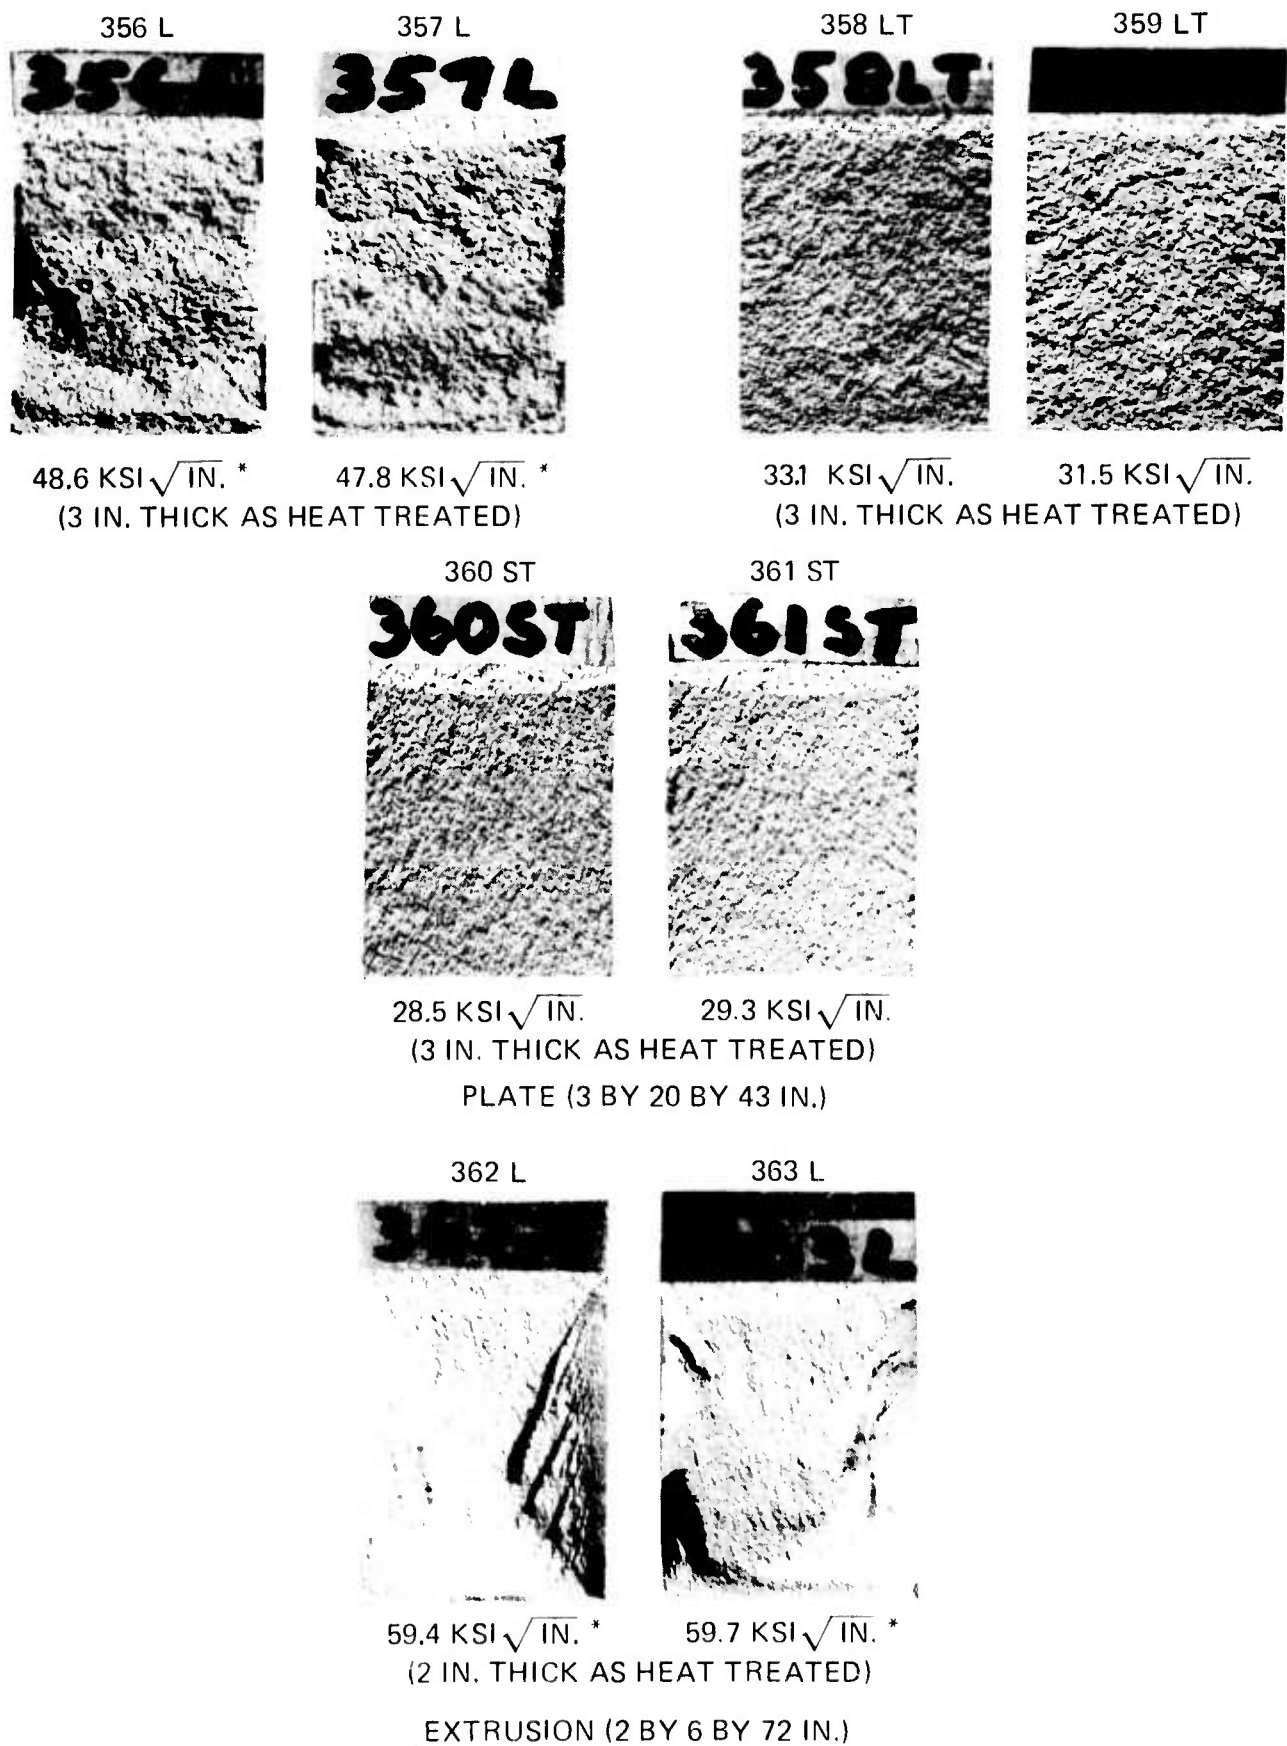 356 L 357 L 358 LT 359 LT
357L 358LT
48.6 KSI√IN. * 47.8 KSI√IN. * 33.1 KSI√IN. 31.5 KSI√IN.
(3 IN. THICK AS HEAT TREATED) (3 IN. THICK AS HEAT TREATED)
360 ST 361 ST
360ST 361ST
28.5 KSI√IN. 29.3 KSI√IN.
(3 IN. THICK AS HEAT TREATED)
PLATE (3 BY 20 BY 43 IN.)
362 L 363 L
3L
59.4 KSI√IN. * 59.7 KSI√IN. *
(2 IN. THICK AS HEAT TREATED)
EXTRUSION (2 BY 6 BY 72 IN.)